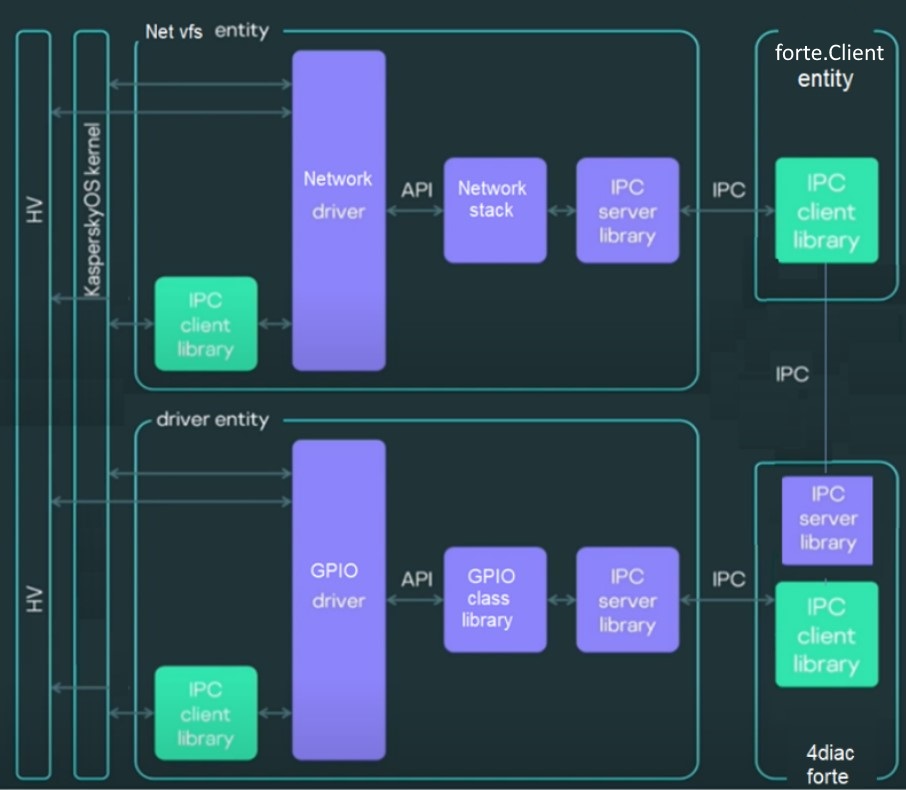 Net vfs entity
forte.Client
entity
HV
KasperskyOS kernel
Network
driver
API
Network
stack
IPC
server
library
IPC
IPC
client
library
IPC
client
library
IPC
driver entity
HV
GPIO
driver
API
GPIO
class
library
IPC
server
library
IPC
IPC
server
library
IPC
client
library
IPC
client
library
4diac
forte